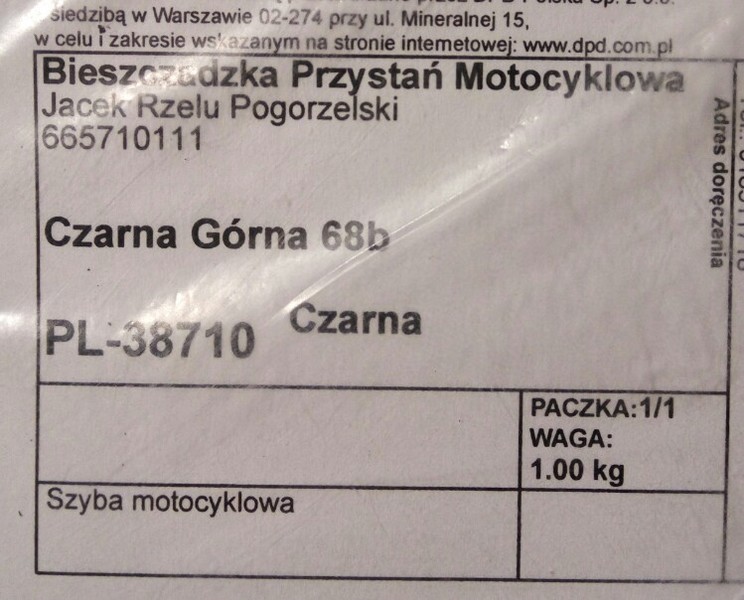 siedzibą w Warszawie 02-274 przy ul. Mineralnej 15,
w celu i zakresie wskazanym na stronie internetowej: www.dpd.com.pl
Bieszczadzka Przystań Motocyklowa
Jacek Rzelu Pogorzelski
665710111
Adres doręczenia
Czarna Górna 68b
PL-38710 Czarna
PACZKA:1/1
WAGA:
1.00 kg
Szyba motocyklowa